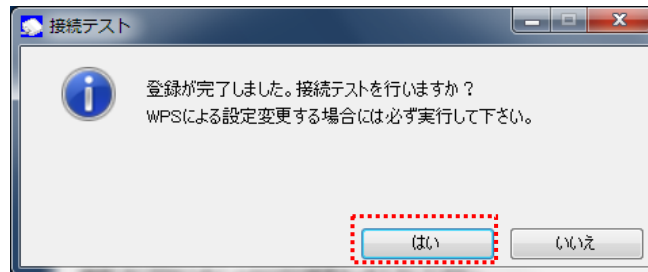 接続テスト
登録が完了しました。接続テストを行いますか?
WPSによる設定変更する場合には必ず実行して下さい。
はい
いいえ